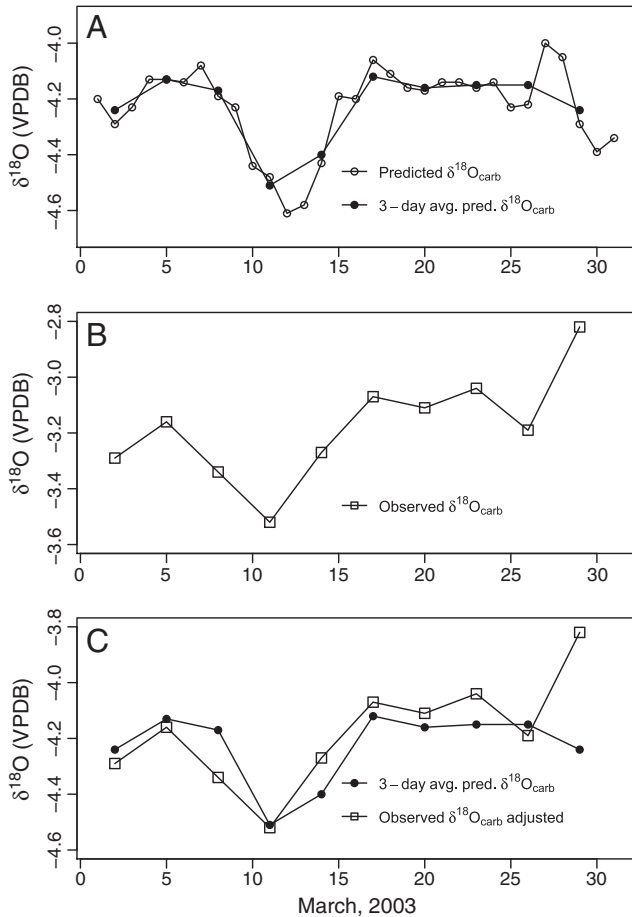 A
δ18O (VPDB)
−4.0
−4.2
−4.4
−4.6
Predicted δ18Ocarb
3−day avg. pred. δ18Ocarb
0 5 10 15 20 25 30
B
δ18O (VPDB)
−2.8
−3.0
−3.2
−3.4
−3.6
Observed δ18Ocarb
0 5 10 15 20 25 30
C
δ18O (VPDB)
−3.8
−4.0
−4.2
−4.4
−4.6
3−day avg. pred. δ18Ocarb
Observed δ18Ocarb adjusted
0 5 10 15 20 25 30
March, 2003